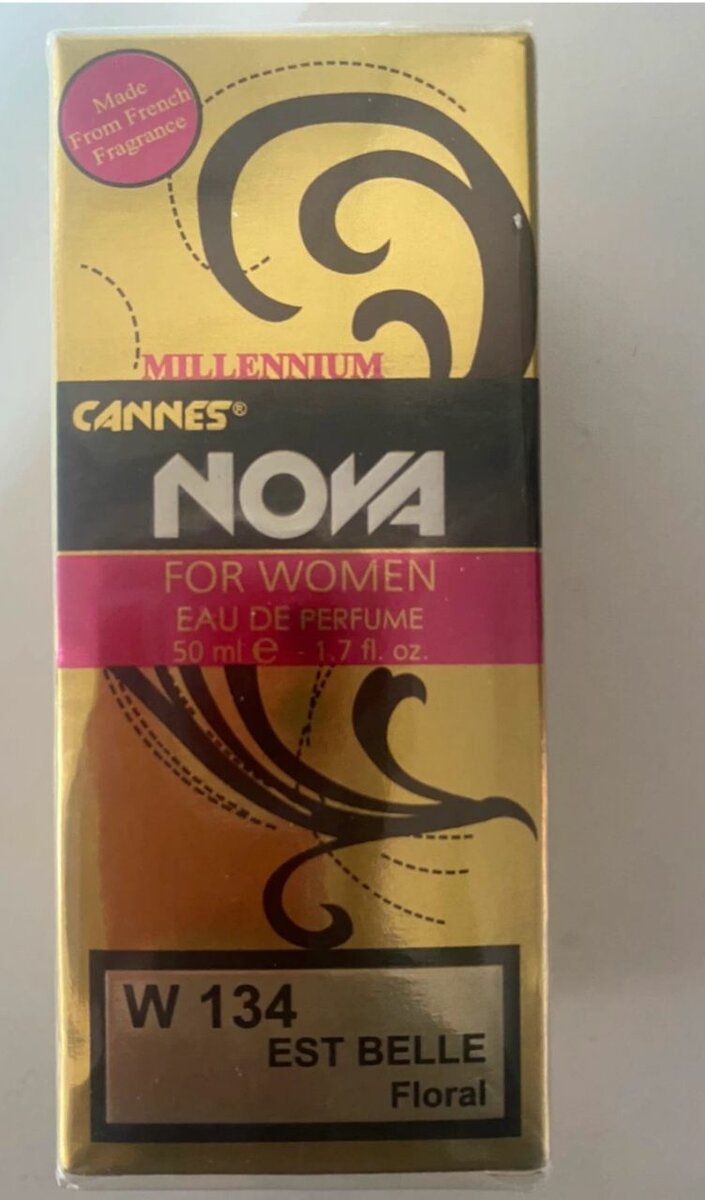 Made
From French
Fragrance
MILLENNIUM
CANNES®
NOVA
FOR WOMEN
EAU DE PERFUME
50 ml e - 1.7 fl. oz.
W 134
EST BELLE
Floral